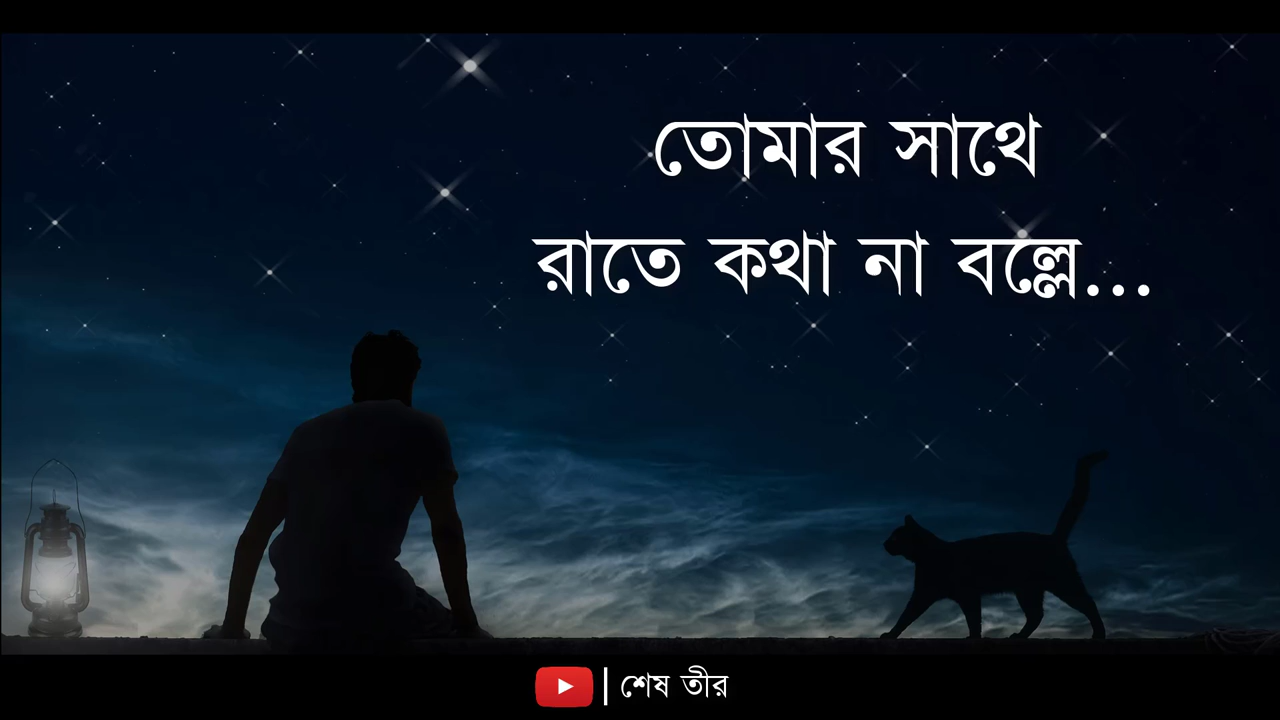 তোমার সাথে
রাতে কথা না বল্লে...
| শেষ তীর